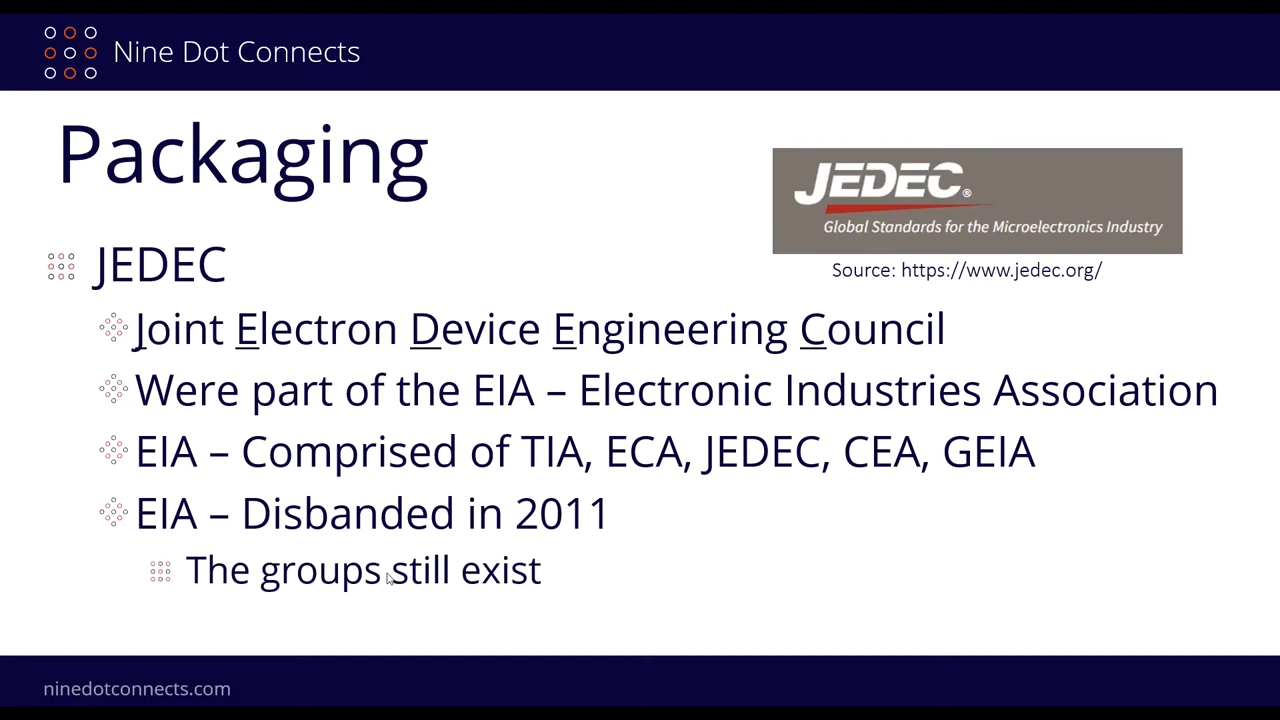 Nine Dot Connects
Packaging
JEDEC®
Global Standards for the Microelectronics Industry
Source: https://www.jedec.org/
JEDEC
Joint Electron Device Engineering Council
Were part of the EIA – Electronic Industries Association
EIA – Comprised of TIA, ECA, JEDEC, CEA, GEIA
EIA – Disbanded in 2011
The groups still exist
ninedotconnects.com